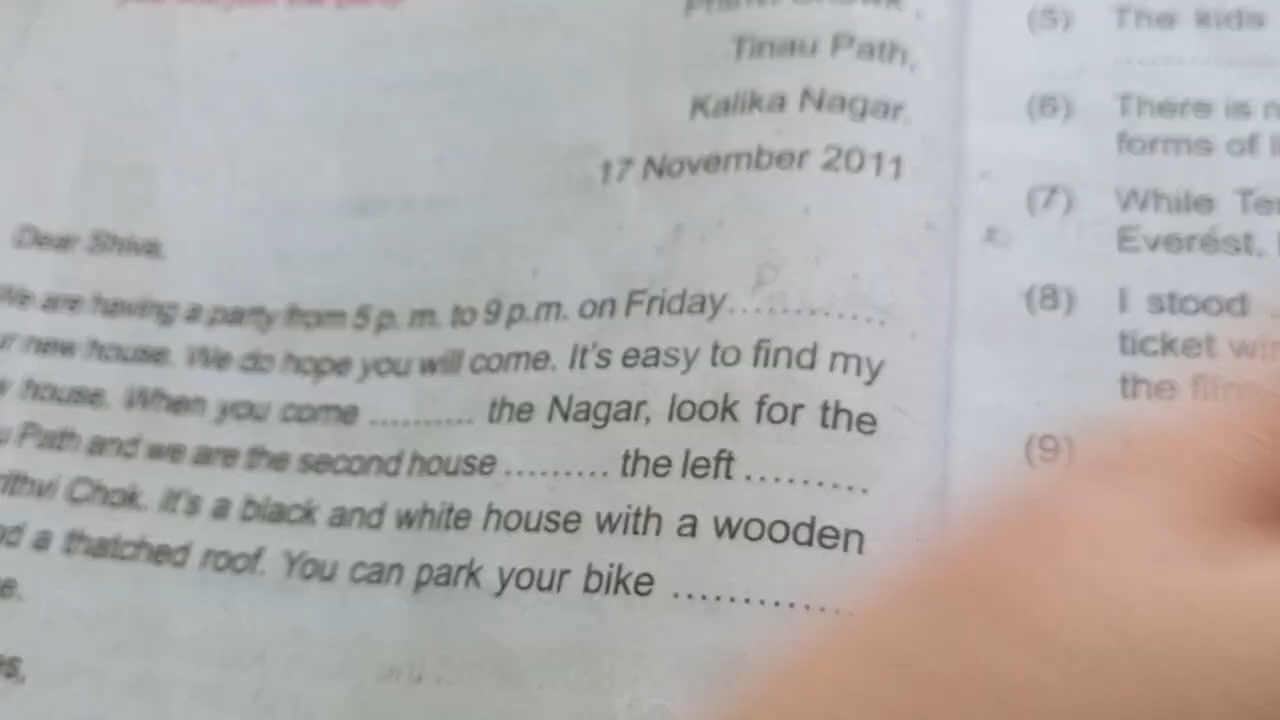 Tinau Path,
Kalika Nagar.
17 November 2011
Dear Shiva,
We are having a party from 5 p. m. to 9 p.m. on Friday.............
new house. We do hope you will come. It's easy to find my
house. When you come .......... the Nagar, look for the
Path and we are the second house ......... the left ..........
Chok. It's a black and white house with a wooden
a thatched roof. You can park your bike ..............
(5) The kids
(6) There is
forms of
(7) While
Everest,
(8) I stood
ticket
the
(9)